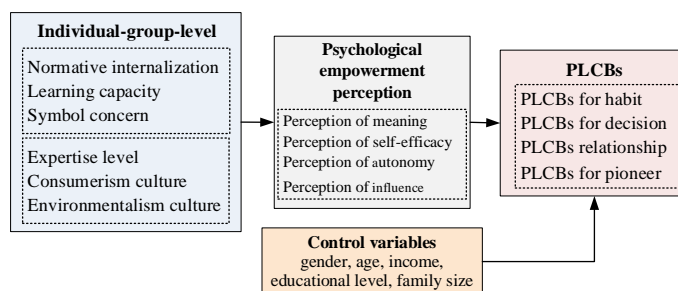 Individual-group-level
Normative internalization
Learning capacity
Symbol concern
Expertise level
Consumerism culture
Environmentalism culture
Psychological
empowerment
perception
Perception of meaning
Perception of self-efficacy
Perception of autonomy
Perception of influence
PLCBs
PLCBs for habit
PLCBs for decision
PLCBs relationship
PLCBs for pioneer
Control variables
gender, age, income,
educational level, family size